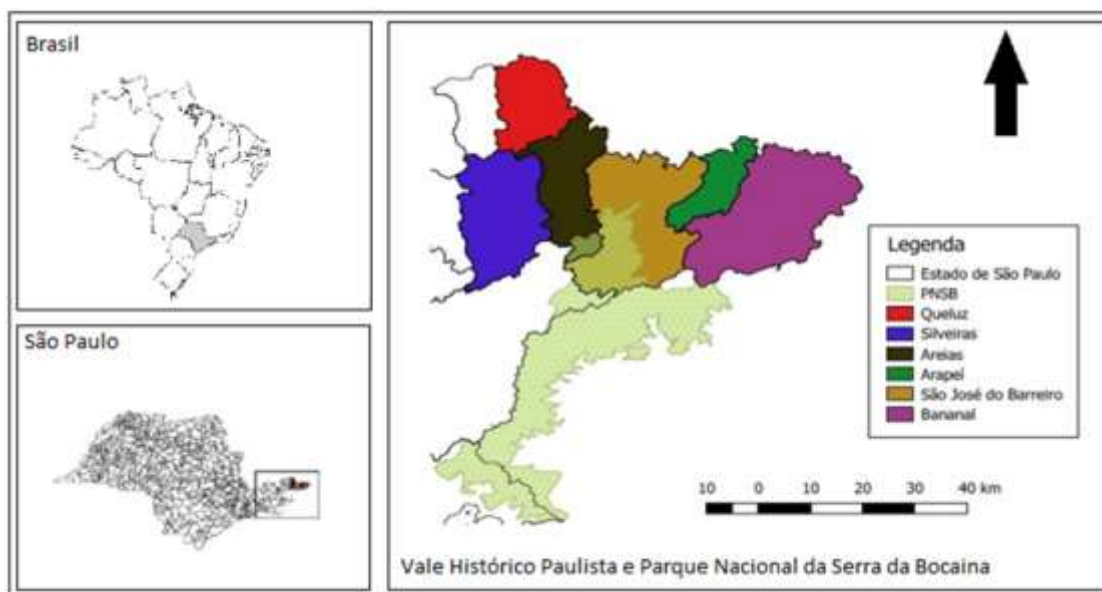 Brasil
São Paulo
Legenda
Estado de São Paulo
PNSB
Queluz
Silveiras
Areias
Arapeí
São José do Barreiro
Bananal
10 0 10 20 30 40 km
Vale Histórico Paulista e Parque Nacional da Serra da Bocaina